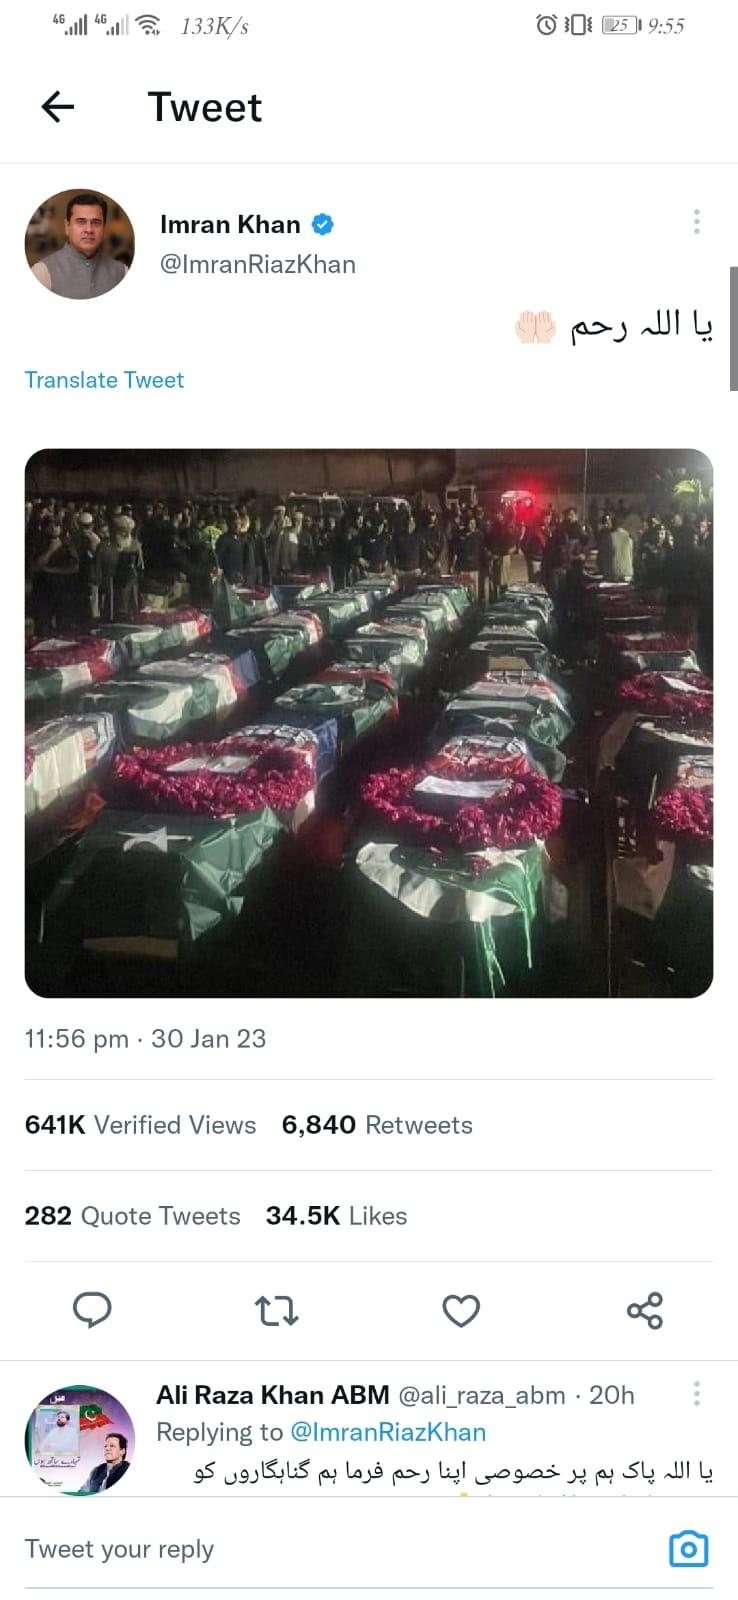 4G 4G 133K/s 25 9:55
Tweet
Imran Khan
@ImranRiazKhan
یا اللہ رحم 🤲🏻
Translate Tweet
11:56 pm · 30 Jan 23
641K Verified Views 6,840 Retweets
282 Quote Tweets 34.5K Likes
Ali Raza Khan ABM @ali_raza_abm · 20h
Replying to @ImranRiazKhan
یا اللہ پاک ہم پر خصوصی اپنا رحم فرما ہم گناہگاروں کو
Tweet your reply